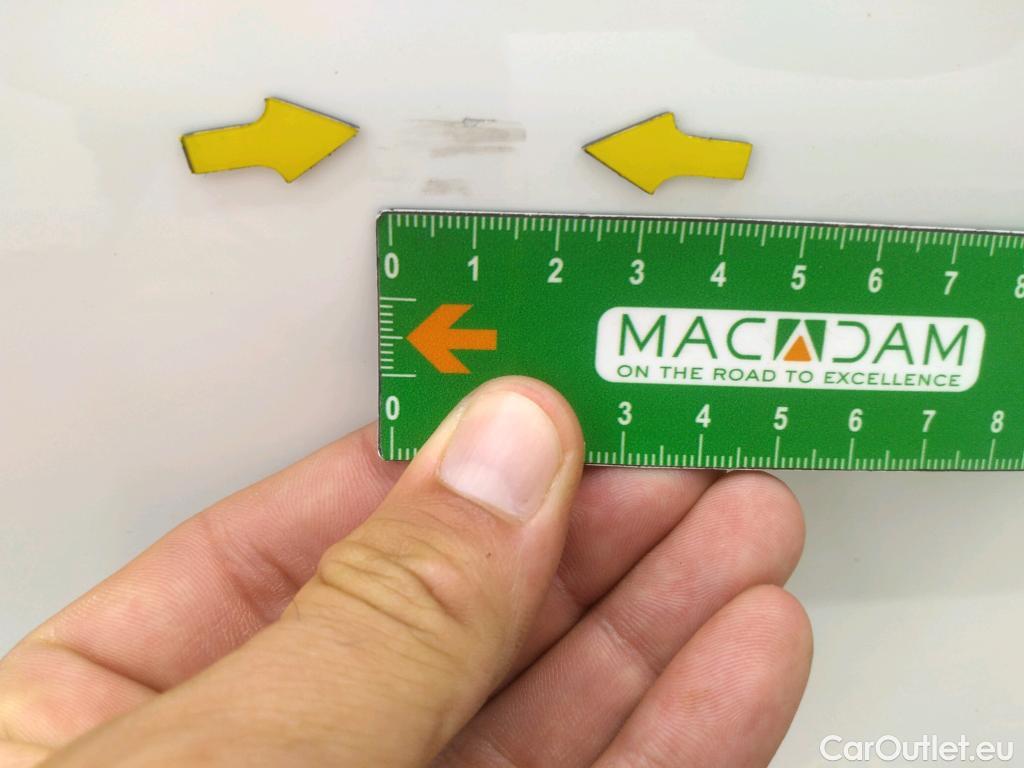 0 1 2 3 4 5 6 7 8
MACADAM
ON THE ROAD TO EXCELLENCE
0 3 4 5 6 7 8
CarOutlet.eu